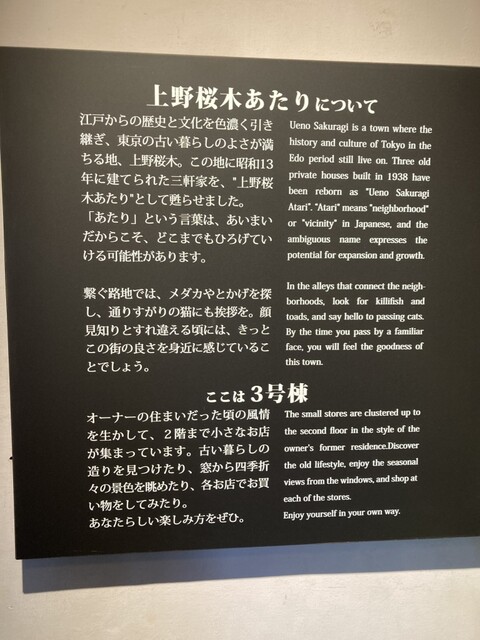 上野桜木あたりについて
江戸からの歴史と文化を色濃く引き
継ぎ、東京の古い暮らしのよさが満
ちる地、上野桜木。この地に昭和13
年に建てられた三軒家を、"上野桜
木あたり"として甦らせました。
「あたり」という言葉は、あいまい
だからこそ、どこまでもひろげてい
ける可能性があります。
繋ぐ路地では、メダカやとかげを探
し、通りすがりの猫にも挨拶を。顔
見知りとすれ違える頃には、きっと
この街の良さを身近に感じているこ
とでしょう。
Ueno Sakuragi is a town where the
history and culture of Tokyo in the
Edo period still live on. Three old
private houses built in 1938 have
been reborn as "Ueno Sakuragi
Atari". "Atari" means "neighborhood"
or "vicinity" in Japanese, and the
ambiguous name expresses the
potential for expansion and growth.
In the alleys that connect the neigh-
borhoods, look for killifish and
toads, and say hello to passing cats.
By the time you pass by a familiar
face, you will feel the goodness of
this town.
ここは 3号棟
オーナーの住まいだった頃の風情
を生かして、２階まで小さなお店
が集まっています。古い暮らしの
造りを見つけたり、窓から四季折
々の景色を眺めたり、各お店でお買
い物をしてみたり。
あなたらしい楽しみ方をぜひ。
The small stores are clustered up to
the second floor in the style of the
owner's former residence.Discover
the old lifestyle, enjoy the seasonal
views from the windows, and shop at
each of the stores.
Enjoy yourself in your own way.